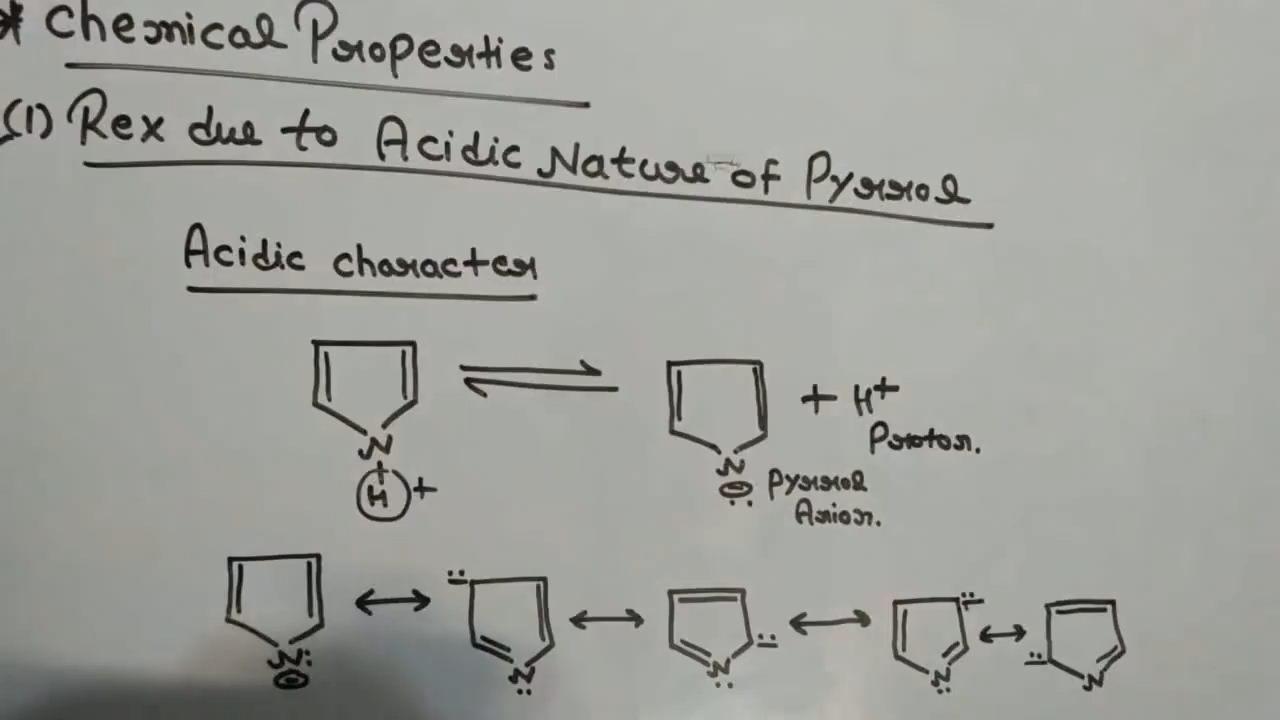 * Chemical Properties
(1) Rex due to Acidic Nature of Pyrrol
Acidic character
N
H +
N
⊖
..
Pyrrol
Anion.
+ H+
Proton.
N:
⊖
..
N
..
..
N
..
..
N
..
..
N